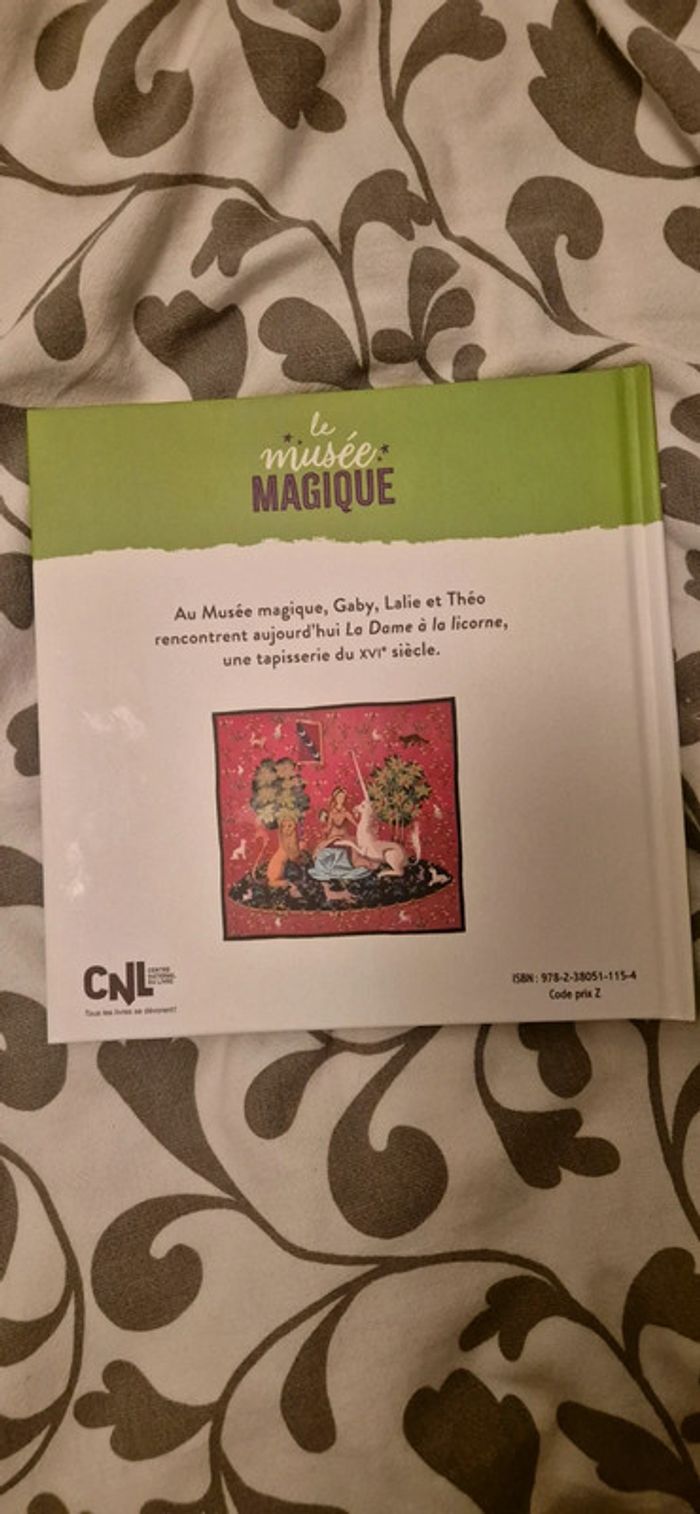 le
musée
MAGIQUE
Au Musée magique, Gaby, Lalie et Théo
rencontrent aujourd'hui La Dame à la licorne,
une tapisserie du XVIᵉ siècle.
CNL CENTRE
NATIONAL
DU LIVRE
Tous les livres se dévorent!
ISBN : 978-2-38051-115-4
Code prix Z